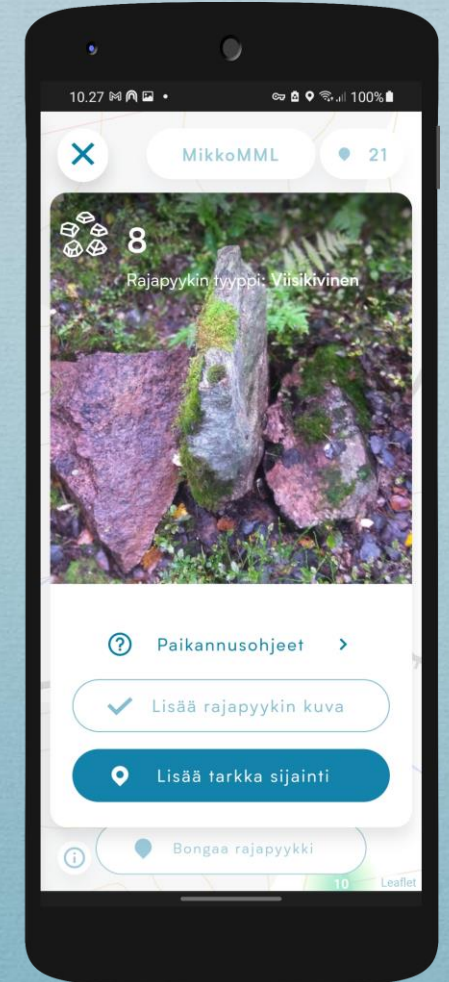 10.27
100%
MikkoMML
21
8
Rajapyykin tyyppi: Viisikivinen
Paikannusohjeet
Lisää rajapyykin kuva
Lisää tarkka sijainti
Bongaa rajapyykki
10 Leaflet